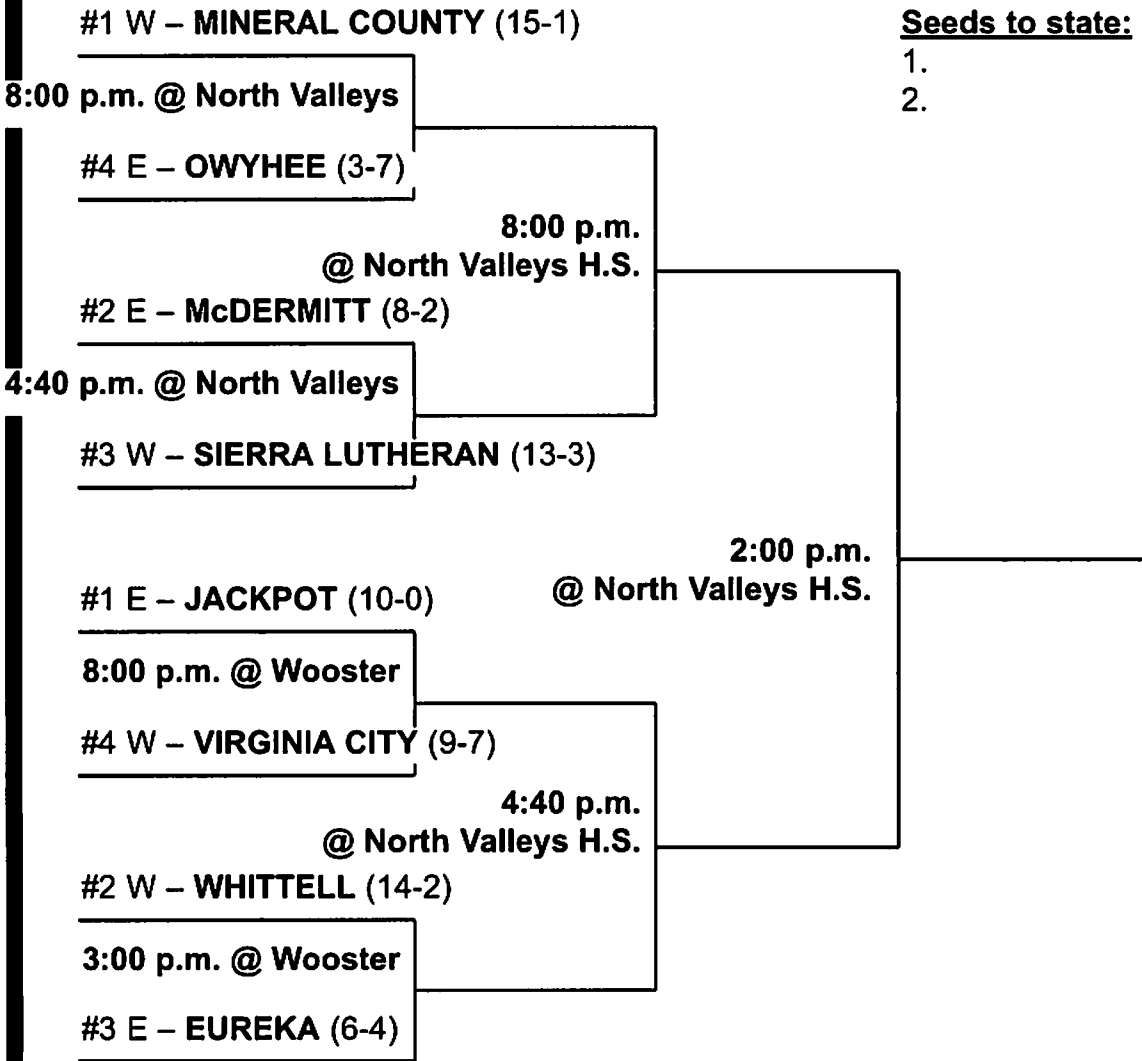 #1 W – MINERAL COUNTY (15-1)
Seeds to state:
1.
2.
8:00 p.m. @ North Valleys
#4 E – OWYHEE (3-7)
8:00 p.m.
@ North Valleys H.S.
#2 E – McDERMITT (8-2)
4:40 p.m. @ North Valleys
#3 W – SIERRA LUTHERAN (13-3)
2:00 p.m.
@ North Valleys H.S.
#1 E – JACKPOT (10-0)
8:00 p.m. @ Wooster
#4 W – VIRGINIA CITY (9-7)
4:40 p.m.
@ North Valleys H.S.
#2 W – WHITTELL (14-2)
3:00 p.m. @ Wooster
#3 E – EUREKA (6-4)